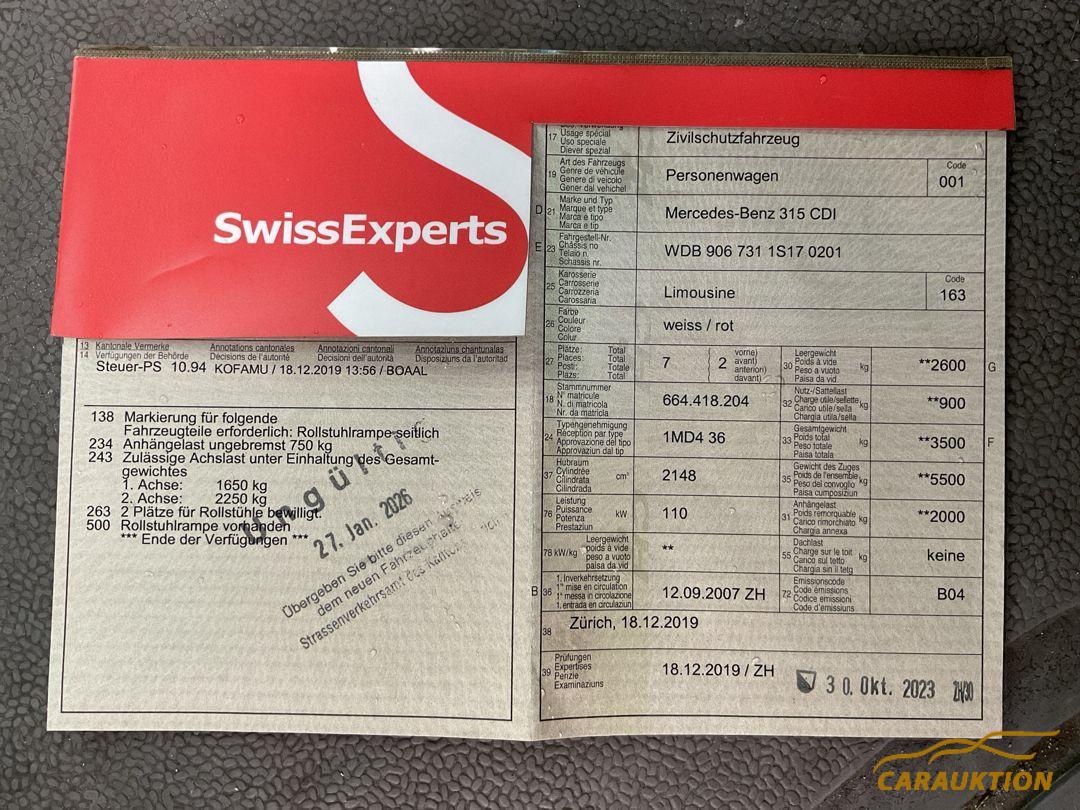 SwissExperts
13 Kantonale Vermerke Annotations cantonales Annotazioni cantonali Annotaziuns chantunalas
14 Verfügungen der Behörde Décisions de l'autorité Decisioni dell'autorità Disposiziuns da l'autoritad
Steuer-PS 10.94 KOFAMU / 18.12.2019 13:56 / BOAAL
138 Markierung für folgende
Fahrzeugteile erforderlich: Rollstuhlrampe seitlich
234 Anhängelast ungebremst 750 kg
243 Zulässige Achslast unter Einhaltung des Gesamt-
gewichtes
1. Achse: 1650 kg
2. Achse: 2250 kg
263 2 Plätze für Rollstühle bewilligt.
500 Rollstuhlrampe vorhanden
*** Ende der Verfügungen ***
Ungültig
27. Jan. 2026
Übergeben Sie bitte diesen
dem neuen Fahrzeughalter
Strassenverkehrsamt des Kantons
17 Usage spécial Zivilschutzfahrzeug
Uso speciale
Diever spezial
19 Art des Fahrzeugs Personenwagen Code 001
Genre de véhicule
Genere di veicolo
Gener dal vehichel
D 21 Marke und Typ Mercedes-Benz 315 CDI
Marque et type
Marca e tipo
Marca e tip
E 23 Fahrgestell-Nr. WDB 906 731 1S17 0201
Châssis no
Telaio n.
Schassis nr.
25 Karosserie Limousine Code 163
Carrosserie
Carrozzeria
Carossaria
26 Farbe weiss / rot
Couleur
Colore
Colur
27 Plätze: Total 7 ( 2 vorne)
Places: Total avant)
Posti: Totale anteriori)
Plazs: Total davant)
30 Leergewicht kg **2600 G
Poids à vide
Peso a vuoto
Paisa da vid
18 Stammnummer 664.418.204
N° matricule
N. di matricola
Nr. da matricla
32 Nutz-/Sattellast kg **900
Charge utile/sellette
Carico utile/sella
Chargia utila/sella
24 Typengenehmigung 1MD4 36
Réception par type
Approvazione del tipo
Approvaziun dal tip
33 Gesamtgewicht kg **3500 F
Poids total
Peso totale
Paisa totala
37 Hubraum cm³ 2148
Cylindrée
Cilindrata
Cilindrada
35 Gewicht des Zuges kg **5500
Poids de l'ensemble
Peso del convoglio
Paisa cumposiziun
76 Leistung kW 110
Puissance
Potenza
Prestaziun
31 Anhängelast kg **2000
Poids remorquable
Carico rimorchiato
Chargia annexa
78 kW/kg Leergewicht **
poids à vide
peso a vuoto
paisa da vid
55 Dachlast kg keine
Charge sur le toit
Carico sul tetto
Chargia sin il tetg
B 36 1. Inverkehrsetzung 12.09.2007 ZH
1re mise en circulation
1a messa in circolazione
1. entrada en circulaziun
72 Emissionscode B04
Code émissions
Codice emissioni
Code d'emissiuns
38 Zürich, 18.12.2019
39 Prüfungen 18.12.2019 / ZH
Expertises
Perizie
Examinaziuns
30. Okt. 2023 ZH/30
CARAUKTION